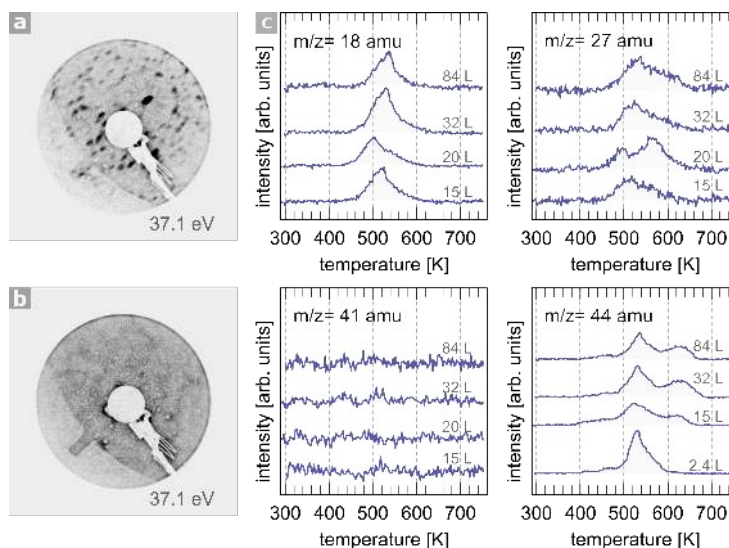 a
37.1 eV
b
37.1 eV
c
m/z= 18 amu
intensity [arb. units]
84 L
32 L
20 L
15 L
300 400 500 600 700
temperature [K]
m/z= 27 amu
intensity [arb. units]
84 L
32 L
20 L
15 L
300 400 500 600 700
temperature [K]
m/z= 41 amu
intensity [arb. units]
84 L
32 L
20 L
15 L
300 400 500 600 700
temperature [K]
m/z= 44 amu
intensity [arb. units]
84 L
32 L
15 L
2.4 L
300 400 500 600 700
temperature [K]